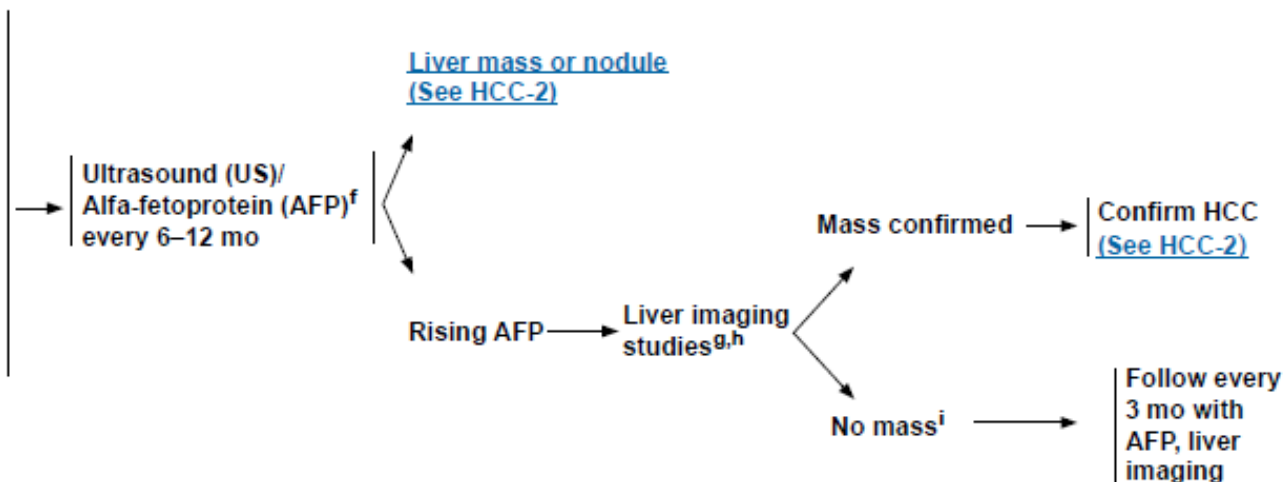 Liver mass or nodule
(See HCC-2)
Ultrasound (US)/
Alfa-fetoprotein (AFP)f
every 6–12 mo
Rising AFP
Liver imaging
studiesg,h
Mass confirmed
Confirm HCC
(See HCC-2)
No massi
Follow every
3 mo with
AFP, liver
imaging